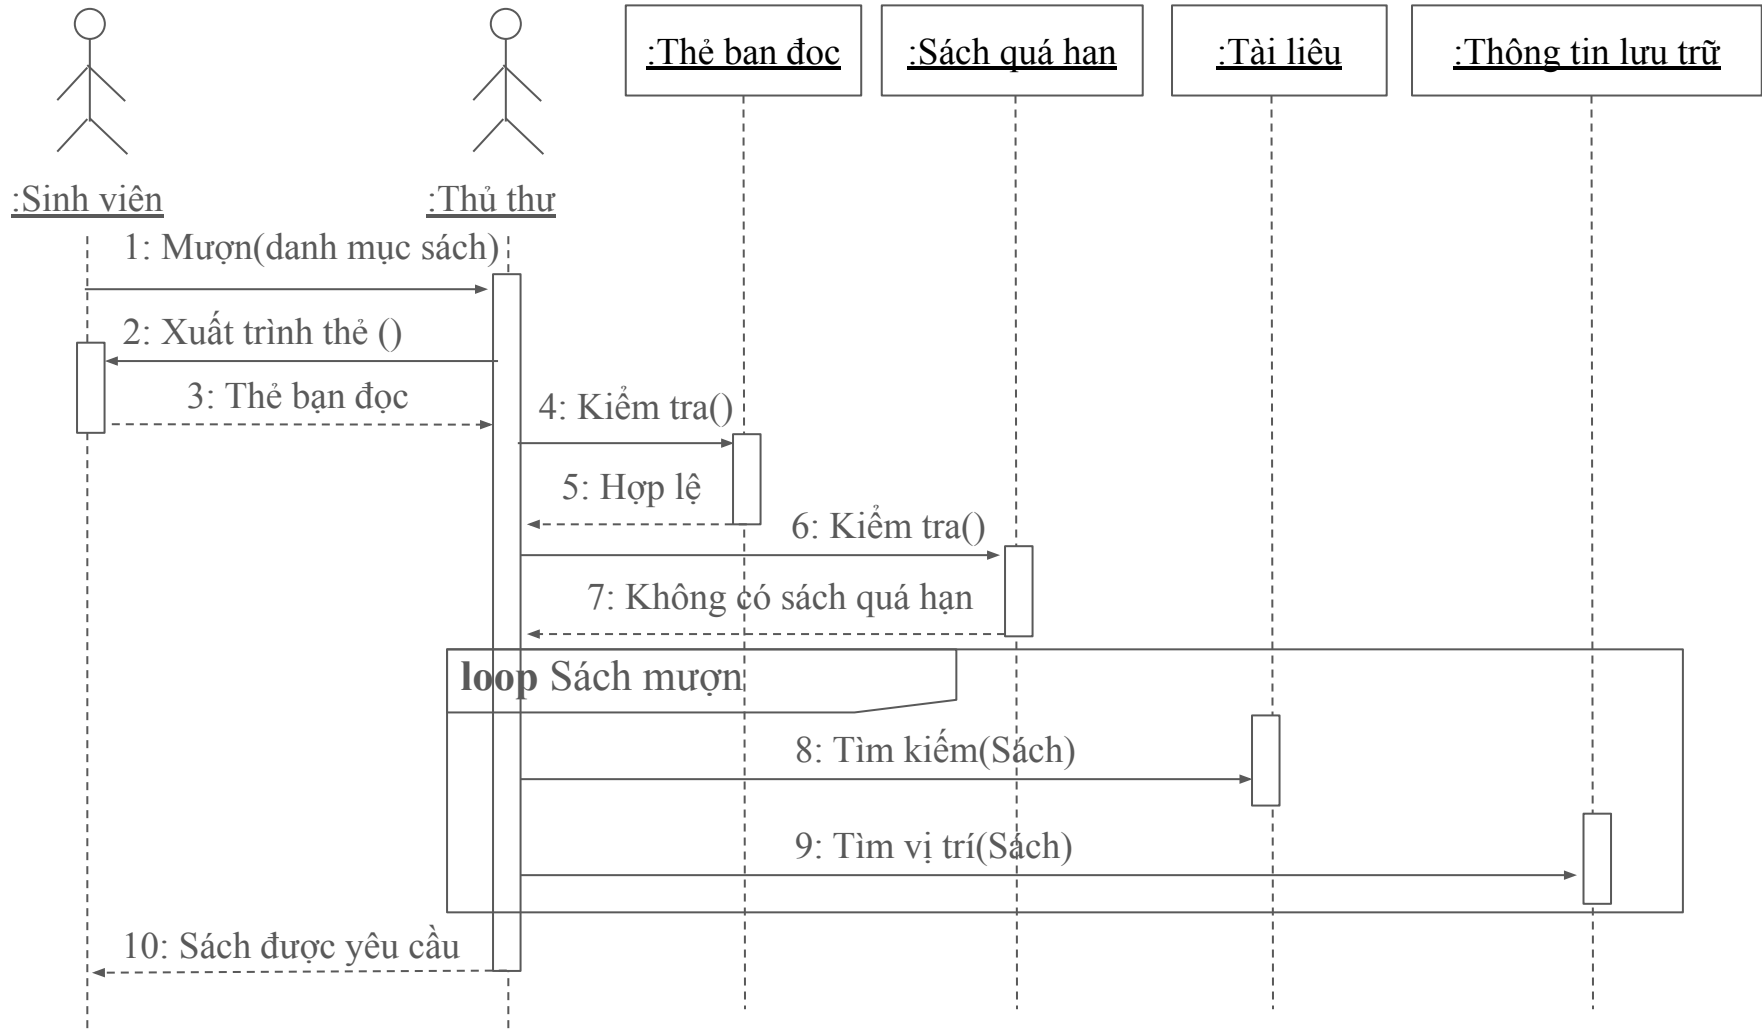 :Thẻ bạn đọc
:Sách quá hạn
:Tài liệu
:Thông tin lưu trữ
:Sinh viên
:Thủ thư
1: Mượn(danh mục sách)
2: Xuất trình thẻ ()
3: Thẻ bạn đọc
4: Kiểm tra()
5: Hợp lệ
6: Kiểm tra()
7: Không có sách quá hạn
loop Sách mượn
8: Tìm kiếm(Sách)
9: Tìm vị trí(Sách)
10: Sách được yêu cầu